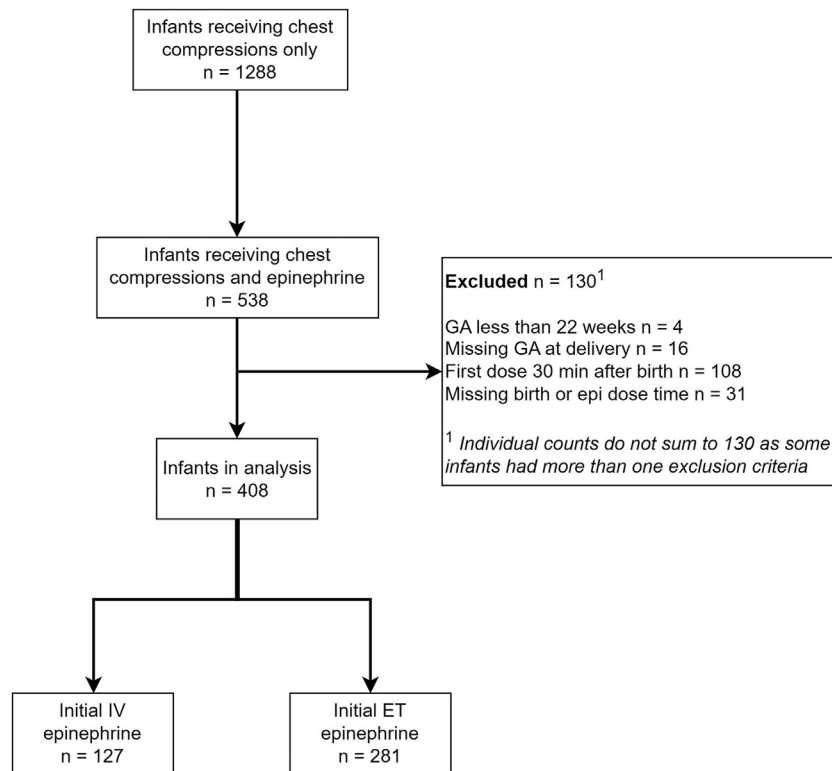 Infants receiving chest
compressions only
n = 1288
Infants receiving chest
compressions and epinephrine
n = 538
Excluded n = 130¹
GA less than 22 weeks n = 4
Missing GA at delivery n = 16
First dose 30 min after birth n = 108
Missing birth or epi dose time n = 31
¹ Individual counts do not sum to 130 as some
infants had more than one exclusion criteria
Infants in analysis
n = 408
Initial IV
epinephrine
n = 127
Initial ET
epinephrine
n = 281